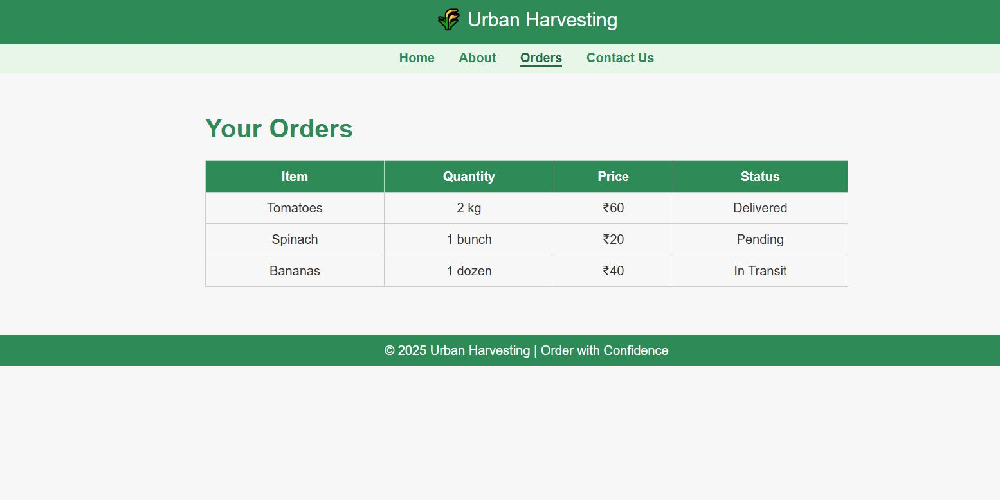 Urban Harvesting
Home About Orders Contact Us
Your Orders
Item Quantity Price Status
Tomatoes 2 kg ₹60 Delivered
Spinach 1 bunch ₹20 Pending
Bananas 1 dozen ₹40 In Transit
© 2025 Urban Harvesting | Order with Confidence